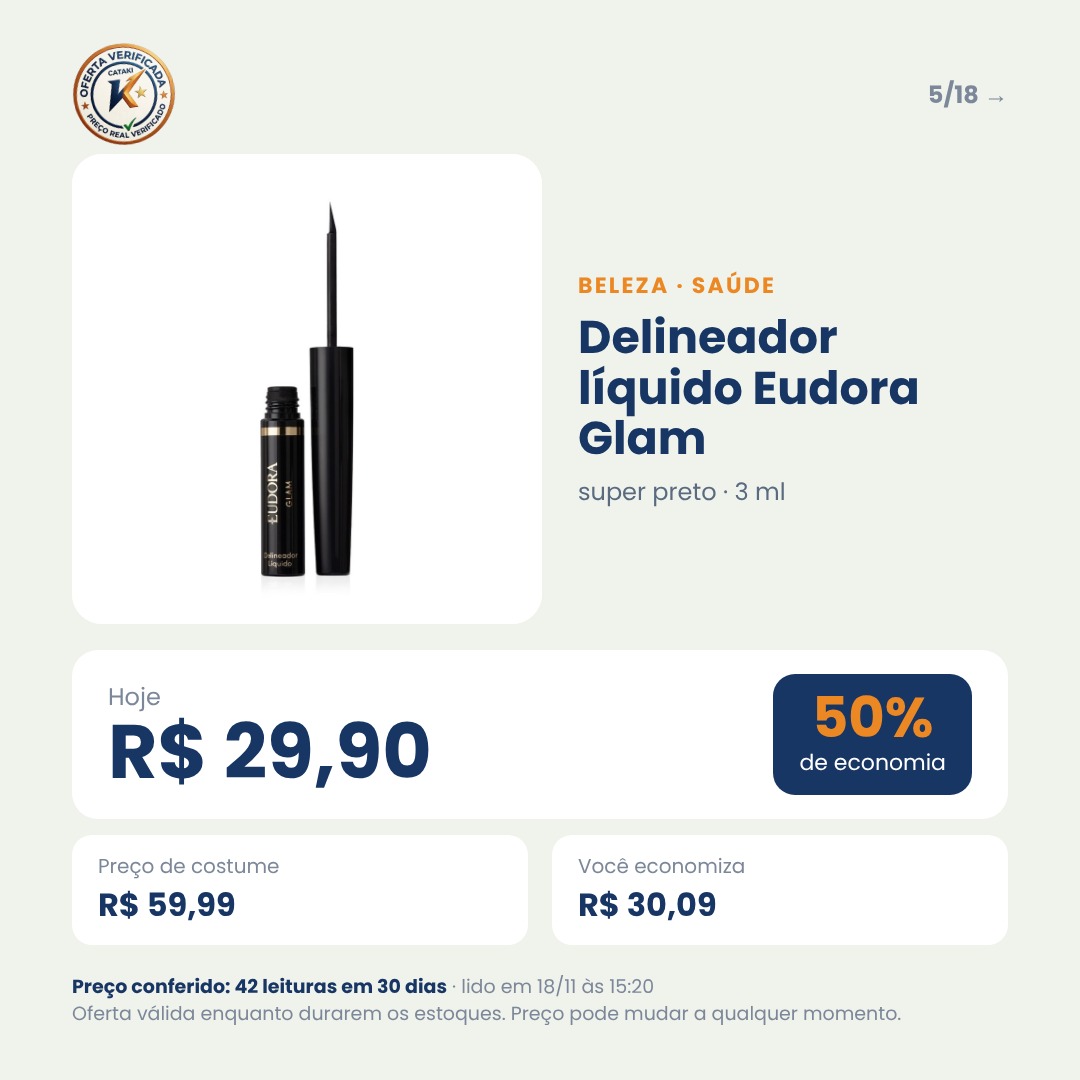 OFERTA VERIFICADA
CATAKI
K
PREÇO REAL VERIFICADO
5/18 →
BELEZA · SAÚDE
Delineador
líquido Eudora
Glam
super preto · 3 ml
EUDORA
GLAM
Delineador
Líquido
Hoje
R$ 29,90
50%
de economia
Preço de costume
R$ 59,99
Você economiza
R$ 30,09
Preço conferido: 42 leituras em 30 dias · lido em 18/11 às 15:20
Oferta válida enquanto durarem os estoques. Preço pode mudar a qualquer momento.